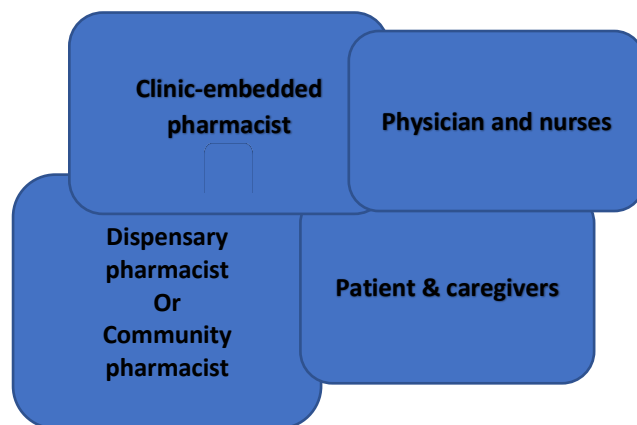 Clinic-embedded
pharmacist
Physician and nurses
Dispensary
pharmacist
Or
Community
pharmacist
Patient & caregivers